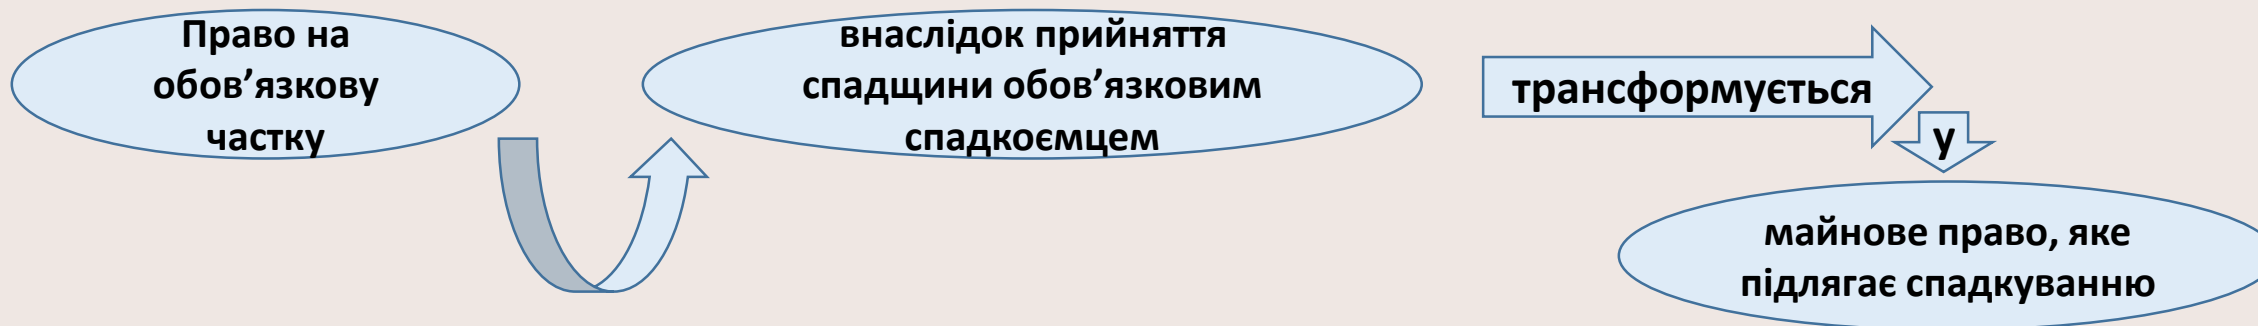 Право на
обов’язкову
частку
внаслідок прийняття
спадщини обов’язковим
спадкоємцем
трансформується
у
майнове право, яке
підлягає спадкуванню